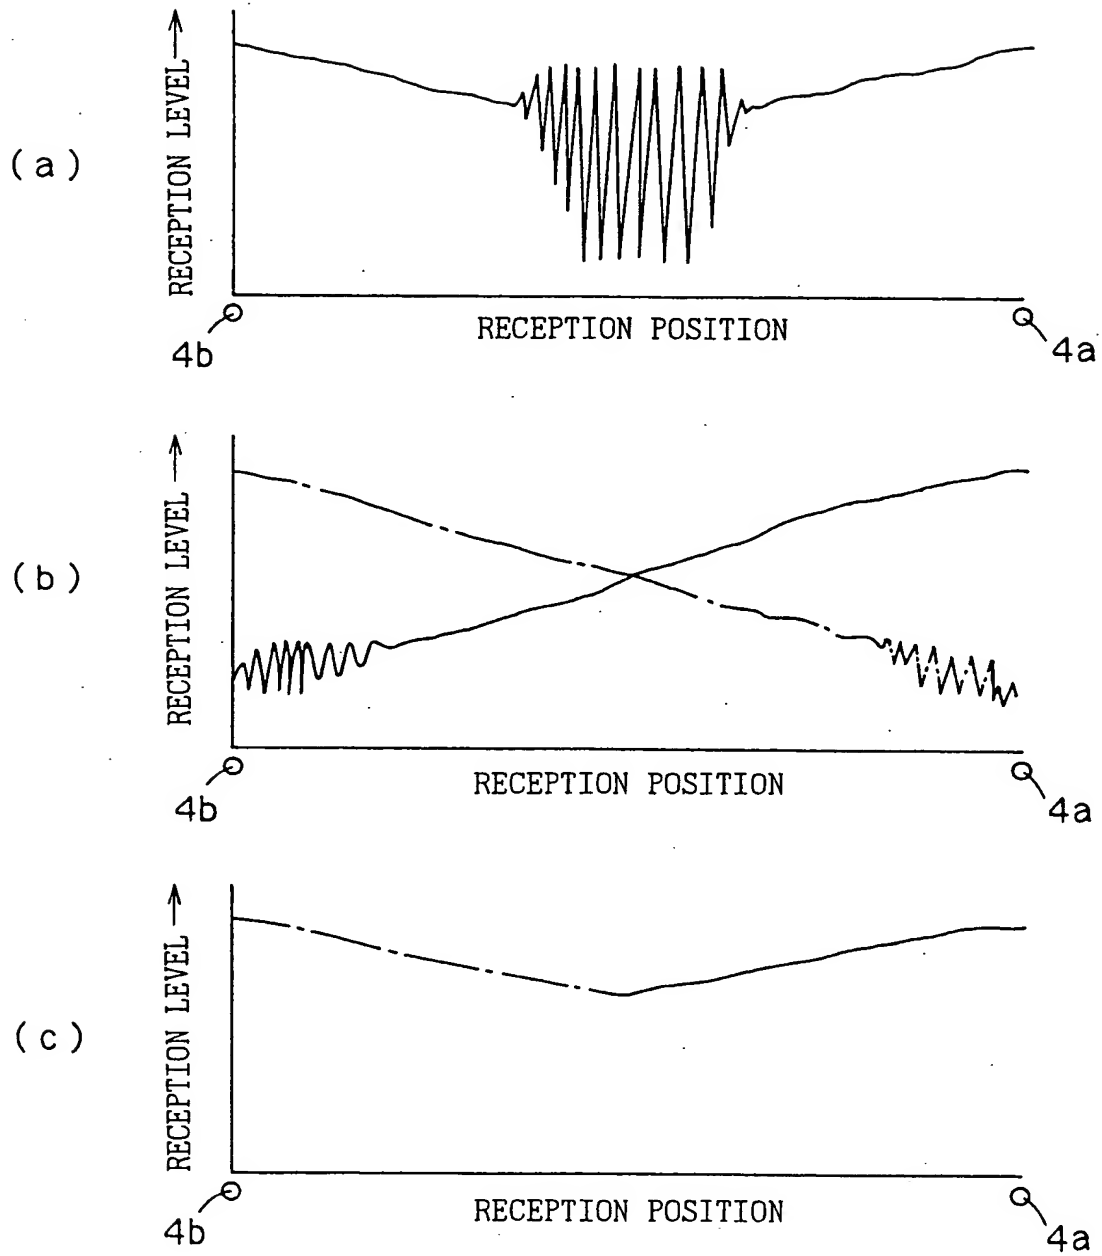 (a)
RECEPTION LEVEL
RECEPTION POSITION
4b
4a
(b)
RECEPTION LEVEL
RECEPTION POSITION
4b
4a
(c)
RECEPTION LEVEL
RECEPTION POSITION
4b
4a